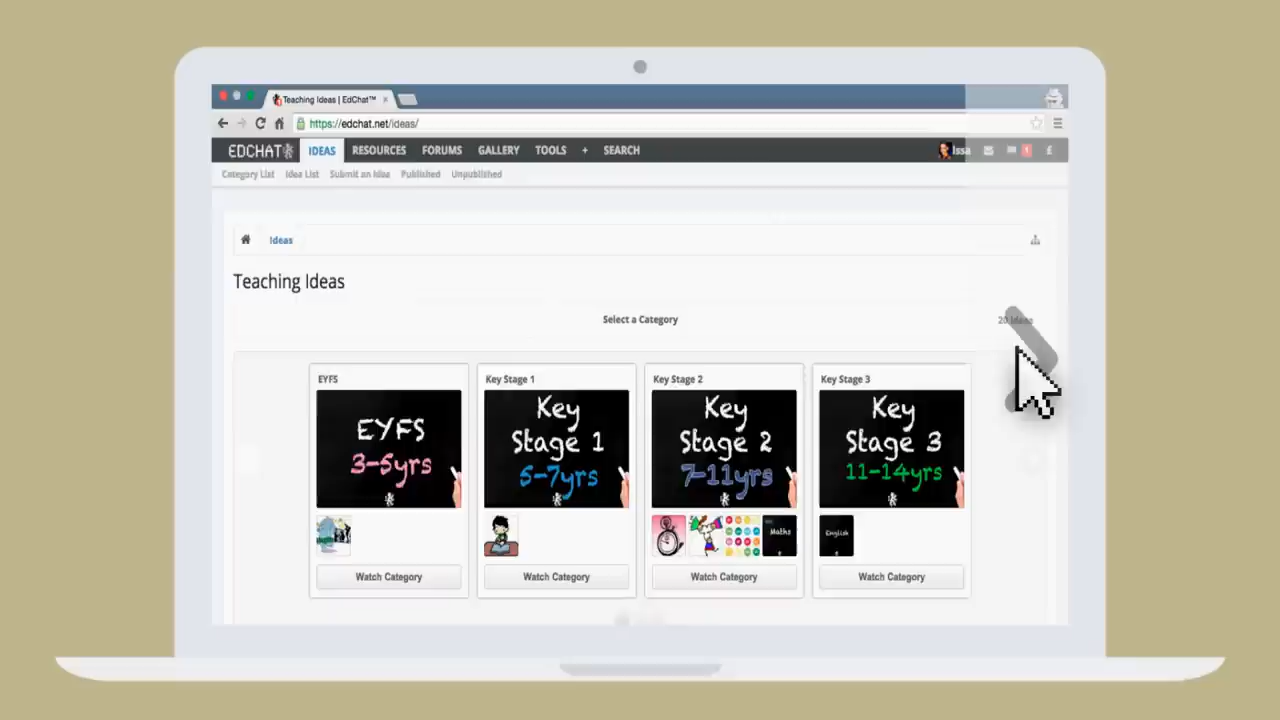 Teaching Ideas | EdChat™
https://edchat.net/ideas/
EDCHAT IDEAS RESOURCES FORUMS GALLERY TOOLS + SEARCH Issa 1 £
Category List Idea List Submit an Idea Published Unpublished
Ideas
Teaching Ideas
Select a Category
EYFS Key Stage 1 Key Stage 2 Key Stage 3
EYFS
3-5yrs
Key
Stage 1
5-7yrs
Key
Stage 2
7-11yrs
Key
Stage 3
11-14yrs
Maths
English
Watch Category Watch Category Watch Category Watch Category